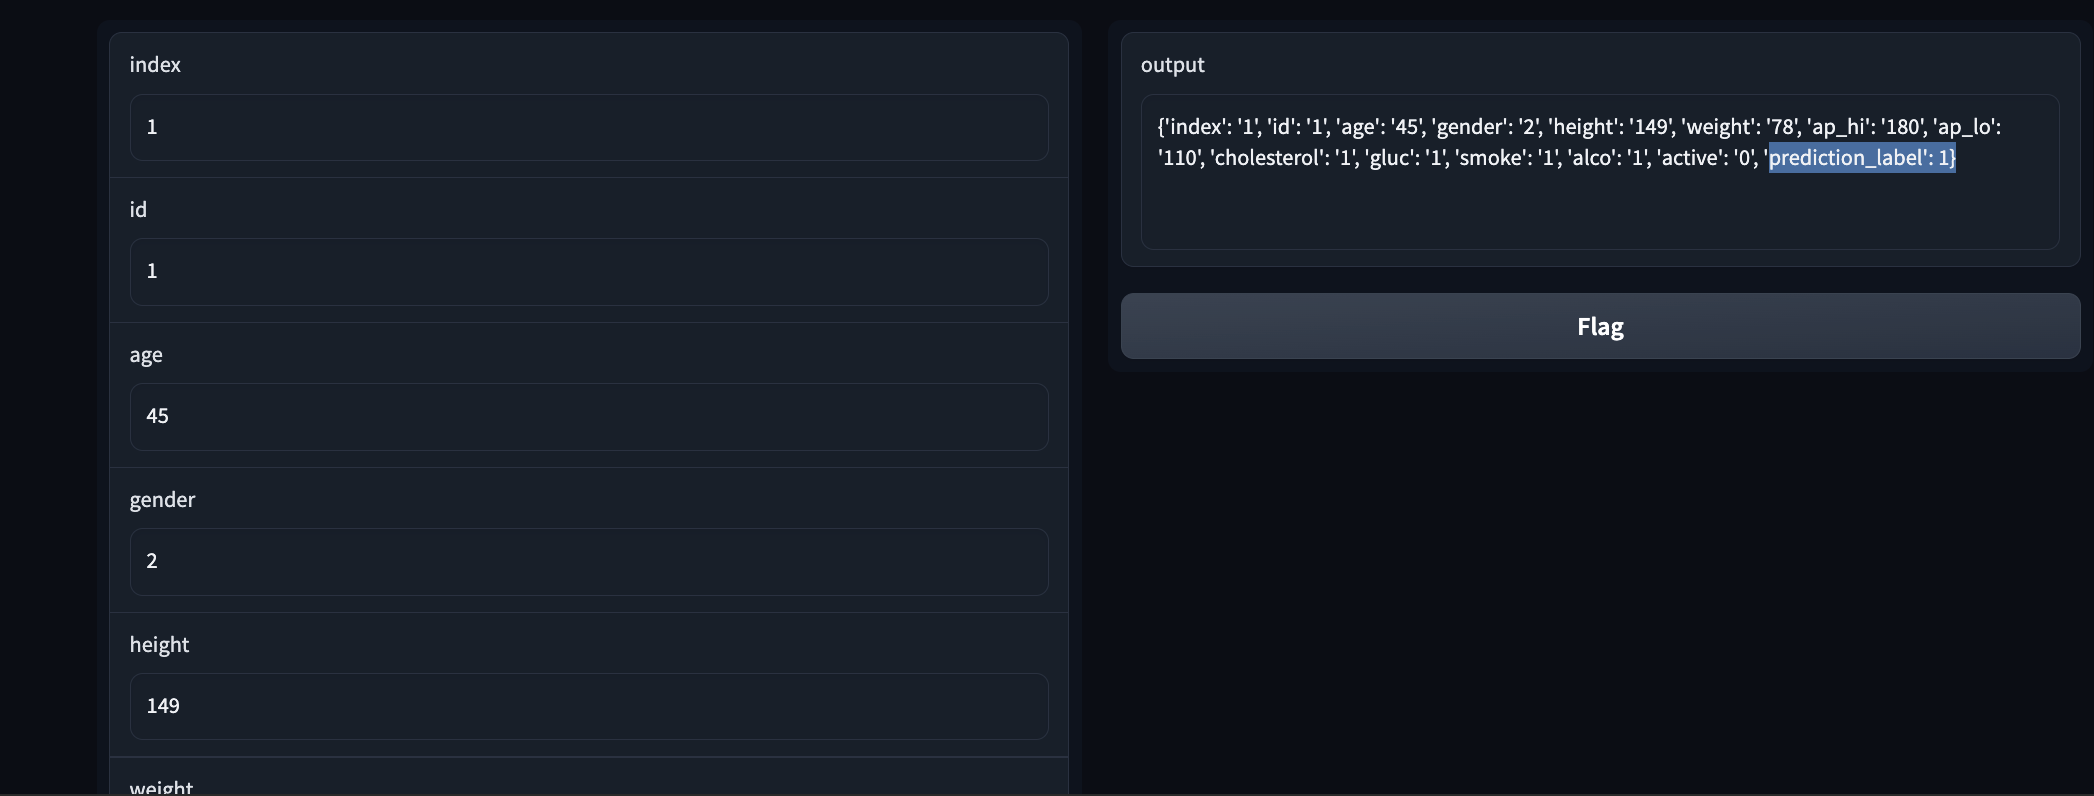 index
1
id
1
age
45
gender
2
height
149
weight
output
{'index': '1', 'id': '1', 'age': '45', 'gender': '2', 'height': '149', 'weight': '78', 'ap_hi': '180', 'ap_lo':
'110', 'cholesterol': '1', 'gluc': '1', 'smoke': '1', 'alco': '1', 'active': '0', 'prediction_label': 1}
Flag